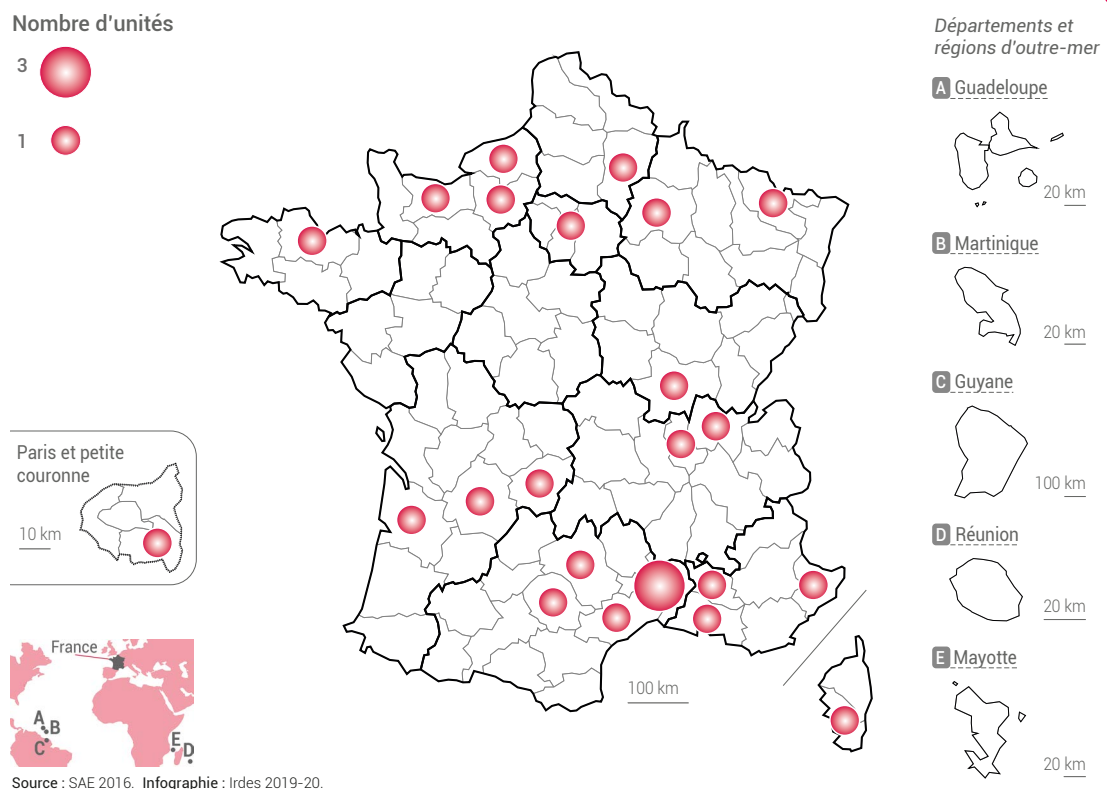 Nombre d'unités
3
1
Départements et
régions d'outre-mer
A Guadeloupe
20 km
B Martinique
20 km
C Guyane
100 km
D Réunion
20 km
E Mayotte
20 km
Paris et petite
couronne
10 km
100 km
France
A
B
C
E
D
Source : SAE 2016. Infographie : Irdes 2019-20.